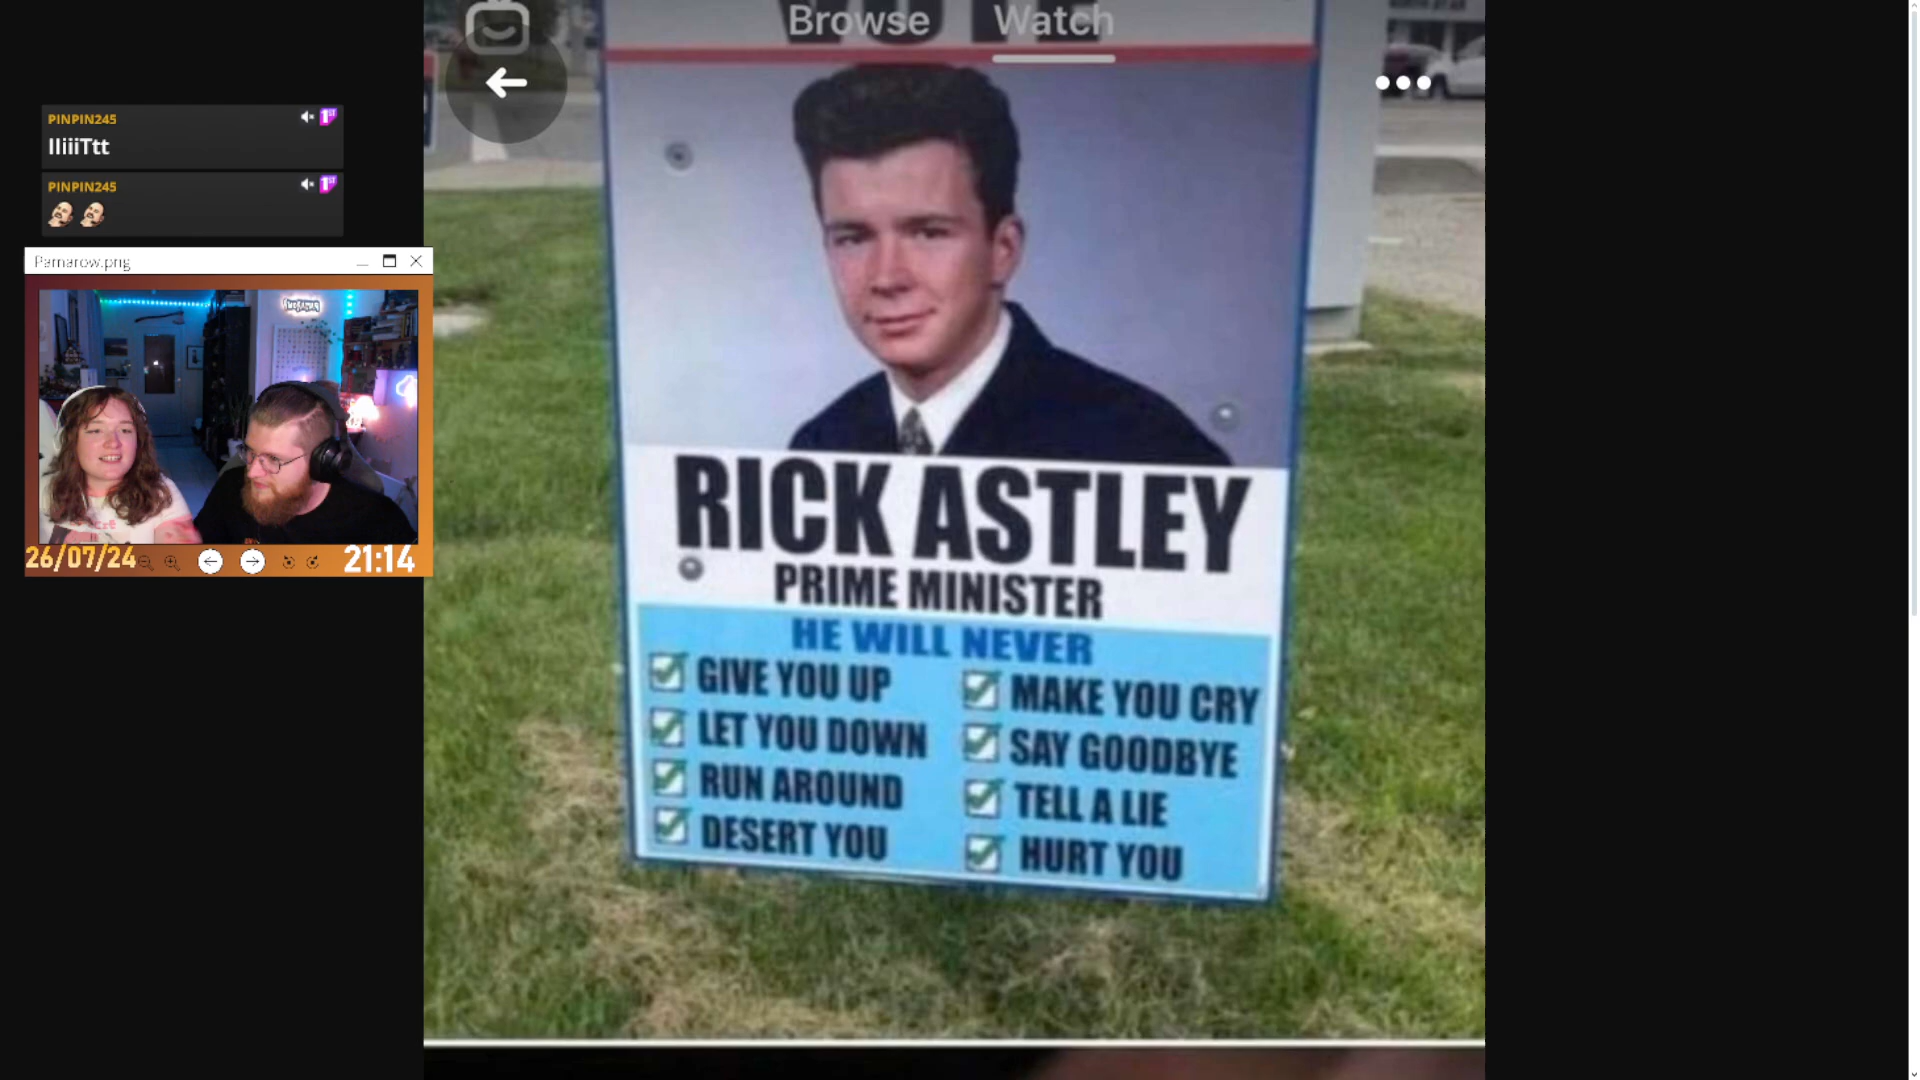 Browse Watch
PINPIN245
IIiiiTtt
PINPIN245
Pamarow.png
26/07/24
21:14
RICK ASTLEY
PRIME MINISTER
HE WILL NEVER
GIVE YOU UP
LET YOU DOWN
RUN AROUND
DESERT YOU
MAKE YOU CRY
SAY GOODBYE
TELL A LIE
HURT YOU